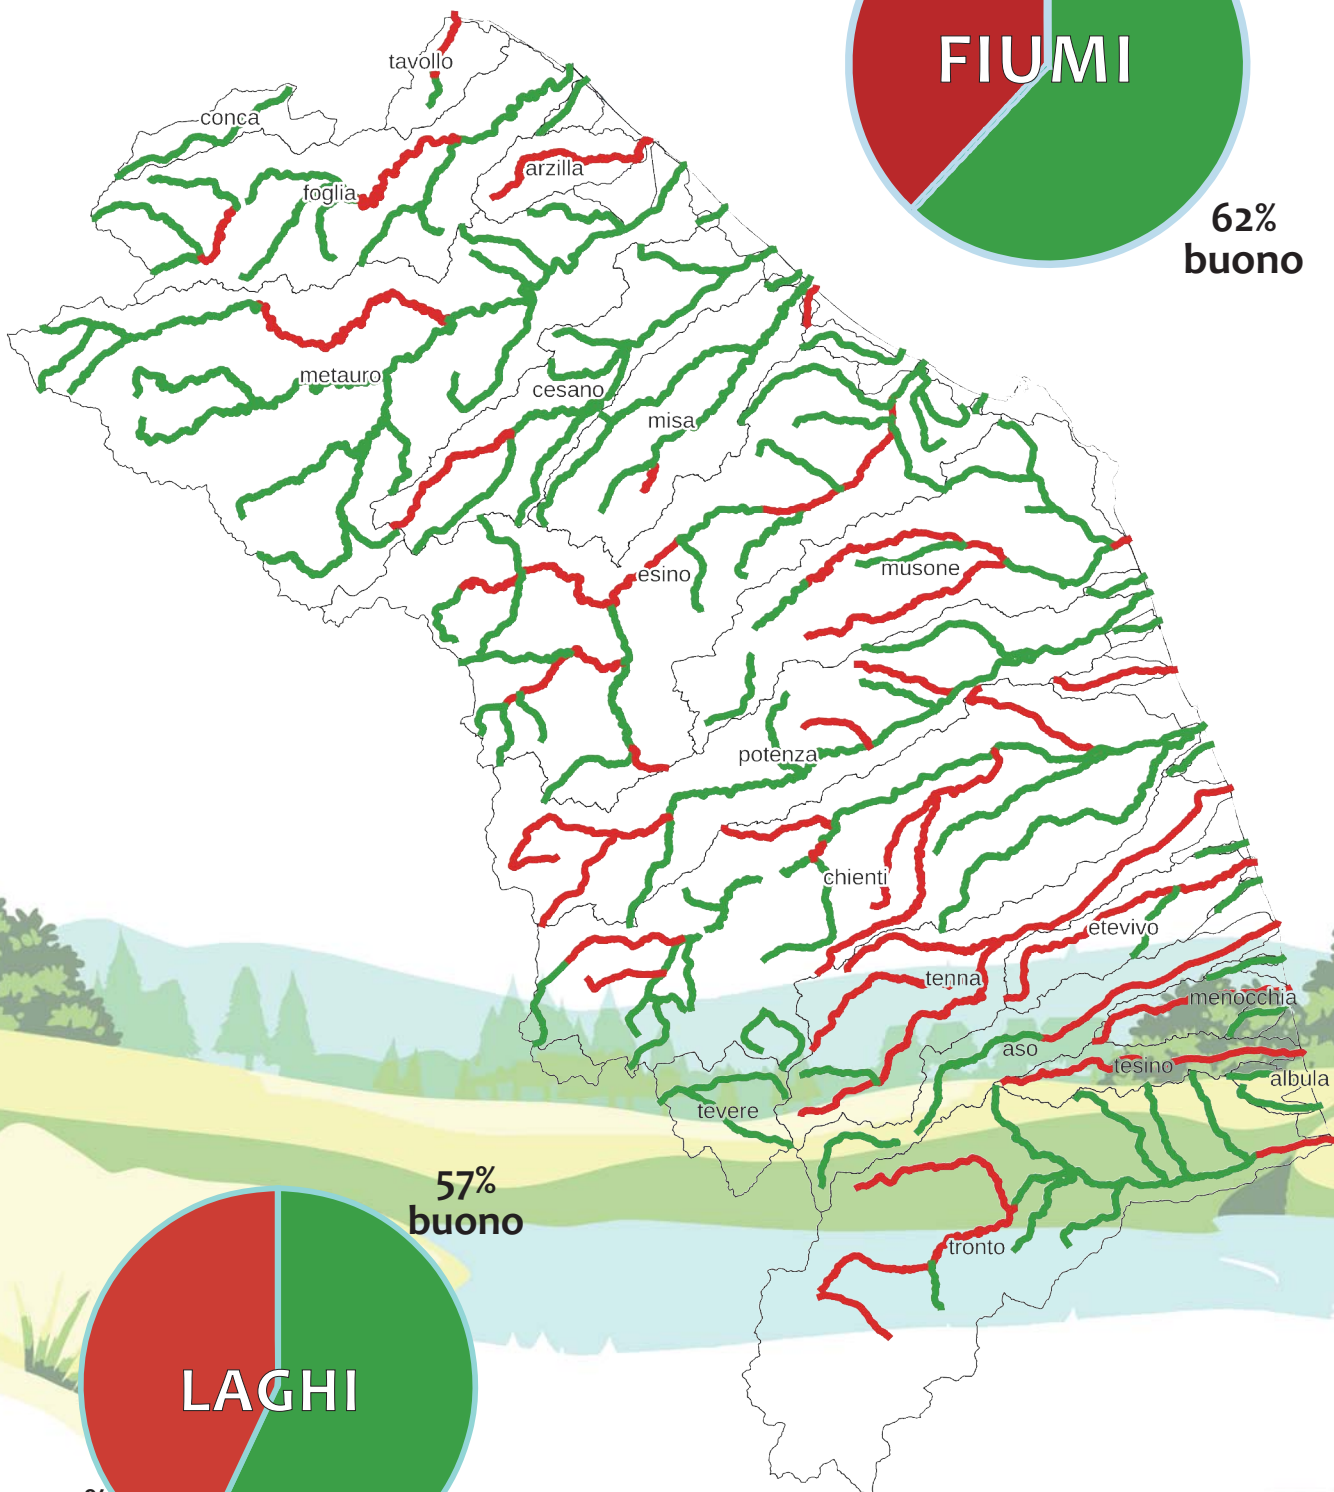 FIUMI
62%
buono
tavollo
conca
arzilla
foglia
metauro
cesano
misa
esino
musone
potenza
chienti
etevivo
tenna
menocchia
aso
tesino
albula
tevere
tronto
57%
buono
LAGHI
%